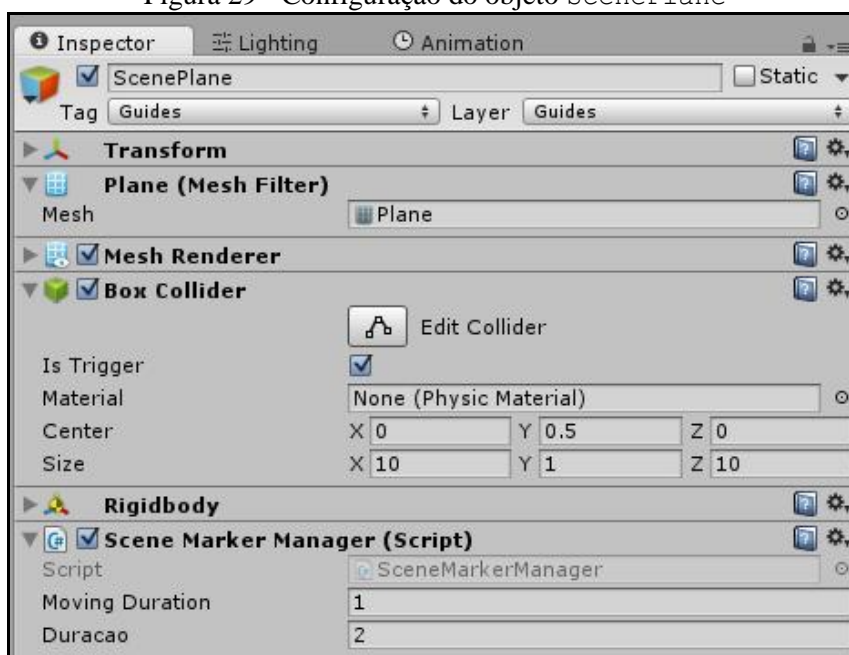 Figura 29 - Configuração do objeto ScenePlane
Inspector Lighting Animation
ScenePlane Static
Tag Guides Layer Guides
Transform
Plane (Mesh Filter)
Mesh Plane
Mesh Renderer
Box Collider
Edit Collider
Is Trigger
Material None (Physic Material)
Center X 0 Y 0.5 Z 0
Size X 10 Y 1 Z 10
Rigidbody
Scene Marker Manager (Script)
Script SceneMarkerManager
Moving Duration 1
Duracao 2